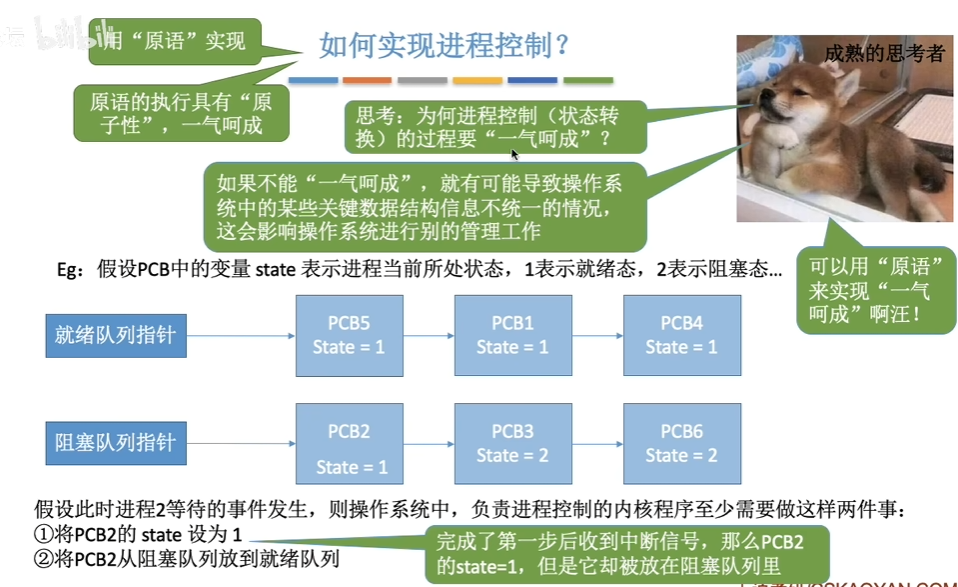 用“原语”实现
如何实现进程控制？
成熟的思考者
原语的执行具有“原
子性”，一气呵成
思考：为何进程控制（状态转
换）的过程要“一气呵成”？
如果不能“一气呵成”，就有可能导致操作系
统中的某些关键数据结构信息不统一的情况，
这会影响操作系统进行别的管理工作
可以用“原语”
来实现“一气
呵成”啊汪！
Eg：假设PCB中的变量 state 表示进程当前所处状态，1表示就绪态，2表示阻塞态...
就绪队列指针
PCB5
State = 1
PCB1
State = 1
PCB4
State = 1
阻塞队列指针
PCB2
State = 1
PCB3
State = 2
PCB6
State = 2
假设此时进程2等待的事件发生，则操作系统中，负责进程控制的内核程序至少需要做这样两件事：
①将PCB2的 state 设为 1
②将PCB2从阻塞队列放到就绪队列
完成了第一步后收到中断信号，那么PCB2
的state=1，但是它却被放在阻塞队列里